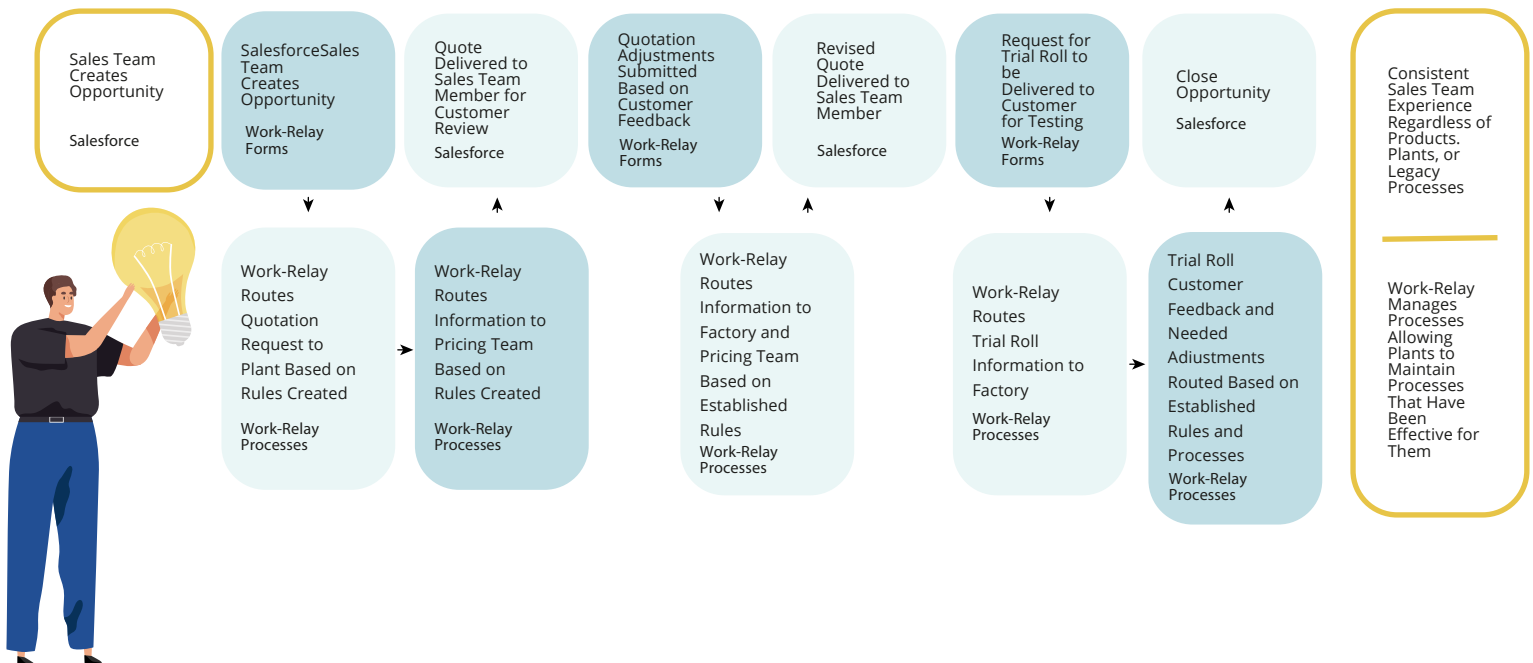 Sales Team
Creates
Opportunity
Salesforce
SalesforceSales
Team
Creates
Opportunity
Work-Relay
Forms
Quote
Delivered to
Sales Team
Member for
Customer
Review
Salesforce
Quotation
Adjustments
Submitted
Based on
Customer
Feedback
Work-Relay
Forms
Revised
Quote
Delivered to
Sales Team
Member
Salesforce
Request for
Trial Roll to
be
Delivered to
Customer
for Testing
Work-Relay
Forms
Close
Opportunity
Salesforce
Work-Relay
Routes
Quotation
Request to
Plant Based on
Rules Created
Work-Relay
Processes
Work-Relay
Routes
Information to
Pricing Team
Based on
Rules Created
Work-Relay
Processes
Work-Relay
Routes
Information to
Factory and
Pricing Team
Based on
Established
Rules
Work-Relay
Processes
Work-Relay
Routes
Trial Roll
Information to
Factory
Work-Relay
Processes
Trial Roll
Customer
Feedback and
Needed
Adiustments
Routed Based on
Established
Rules and
Processes
Work-Relay
Processes
Consistent
Sales Team
Experience
Regardless of
Products.
Plants, or
Legacy
Processes
Work-Relay
Manages
Processes
Allowing
Plants to
Maintain
Processes
That Have
Been
Effective for
Them